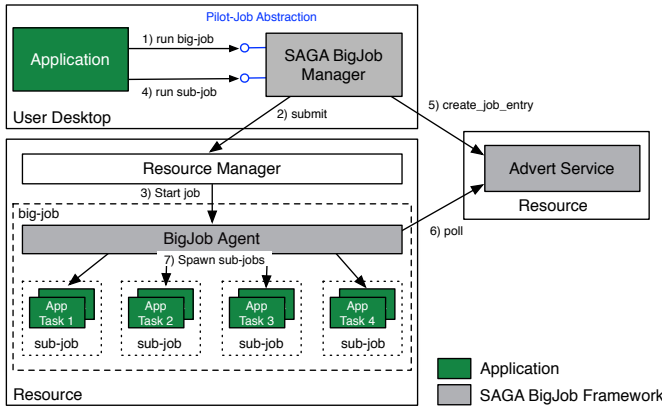 Pilot-Job Abstraction
1) run big-job
Application
SAGA BigJob
Manager
4) run sub-job
User Desktop
2) submit
5) create_job_entry
Resource Manager
Advert Service
3) Start job
Resource
big-job
BigJob Agent
6) poll
7) Spawn sub-jobs
App
Task 1
App
Task 2
App
Task 3
App
Task 4
sub-job
sub-job
sub-job
sub-job
Resource
Application
SAGA BigJob Framework